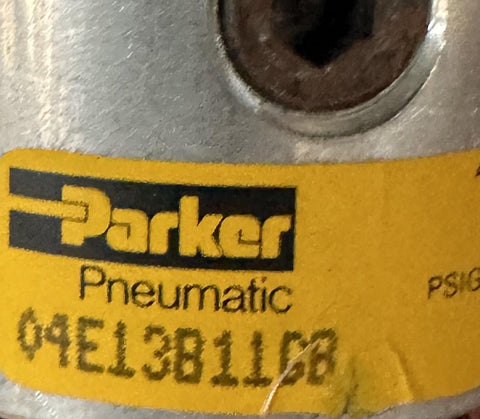 Parker
Pneumatic
PSIG
04E13B11GB